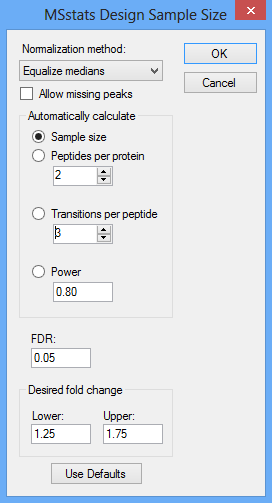 MSstats Design Sample Size
Normalization method:
Equalize medians
OK
Cancel
Allow missing peaks
Automatically calculate
Sample size
Peptides per protein
2
Transitions per peptide
3
Power
0.80
FDR:
0.05
Desired fold change
Lower: Upper:
1.25 1.75
Use Defaults